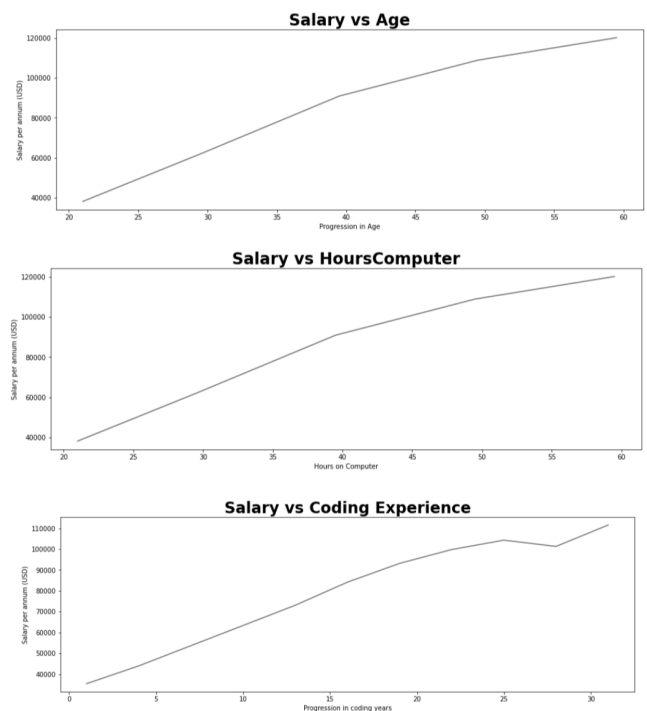 Salary vs Age
Salary per annum (USD)
120000
100000
80000
60000
40000
20 25 30 35 40 45 50 55 60
Progression in Age
Salary vs HoursComputer
Salary per annum (USD)
120000
100000
80000
60000
40000
20 25 30 35 40 45 50 55 60
Hours on Computer
Salary vs Coding Experience
Salary per annum (USD)
110000
100000
90000
80000
70000
60000
50000
40000
0 5 10 15 20 25 30
Progression in coding years